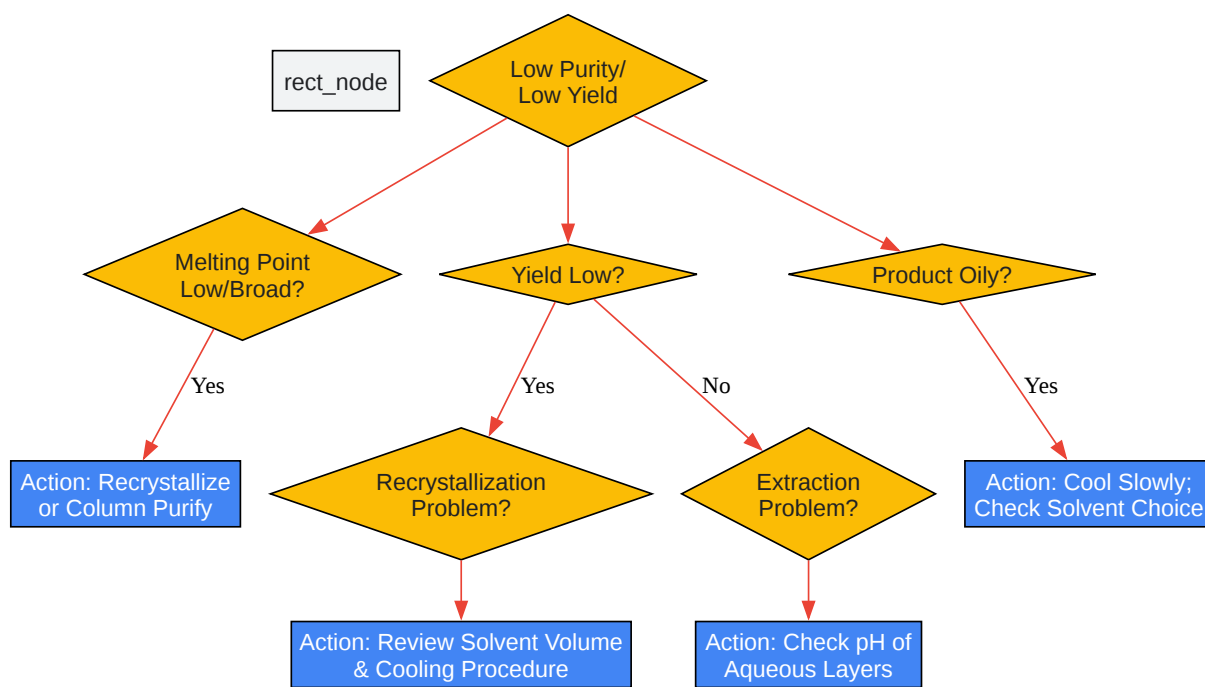 rect_node
Low Purity/
Low Yield
Melting Point
Low/Broad?
Yield Low?
Product Oily?
Yes
Yes
No
Yes
Action: Recrystallize
or Column Purify
Recrystallization
Problem?
Extraction
Problem?
Action: Cool Slowly;
Check Solvent Choice
Action: Review Solvent Volume
& Cooling Procedure
Action: Check pH of
Aqueous Layers